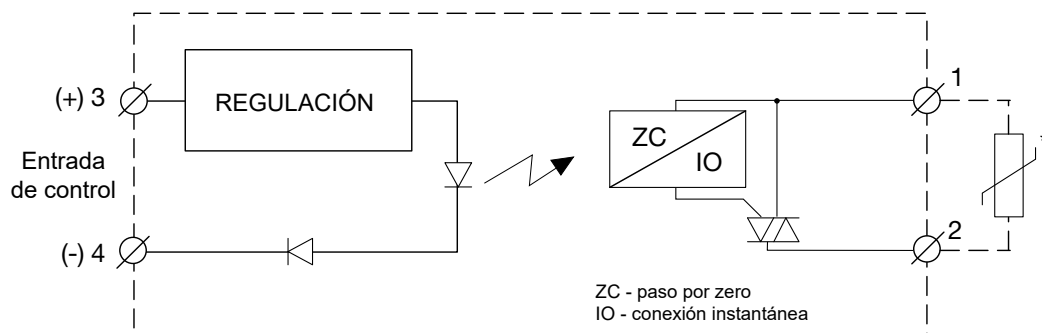 (+) 3
REGULACIÓN
Entrada
de control
(-) 4
ZC
IO
1
2
*
ZC - paso por zero
IO - conexión instantánea